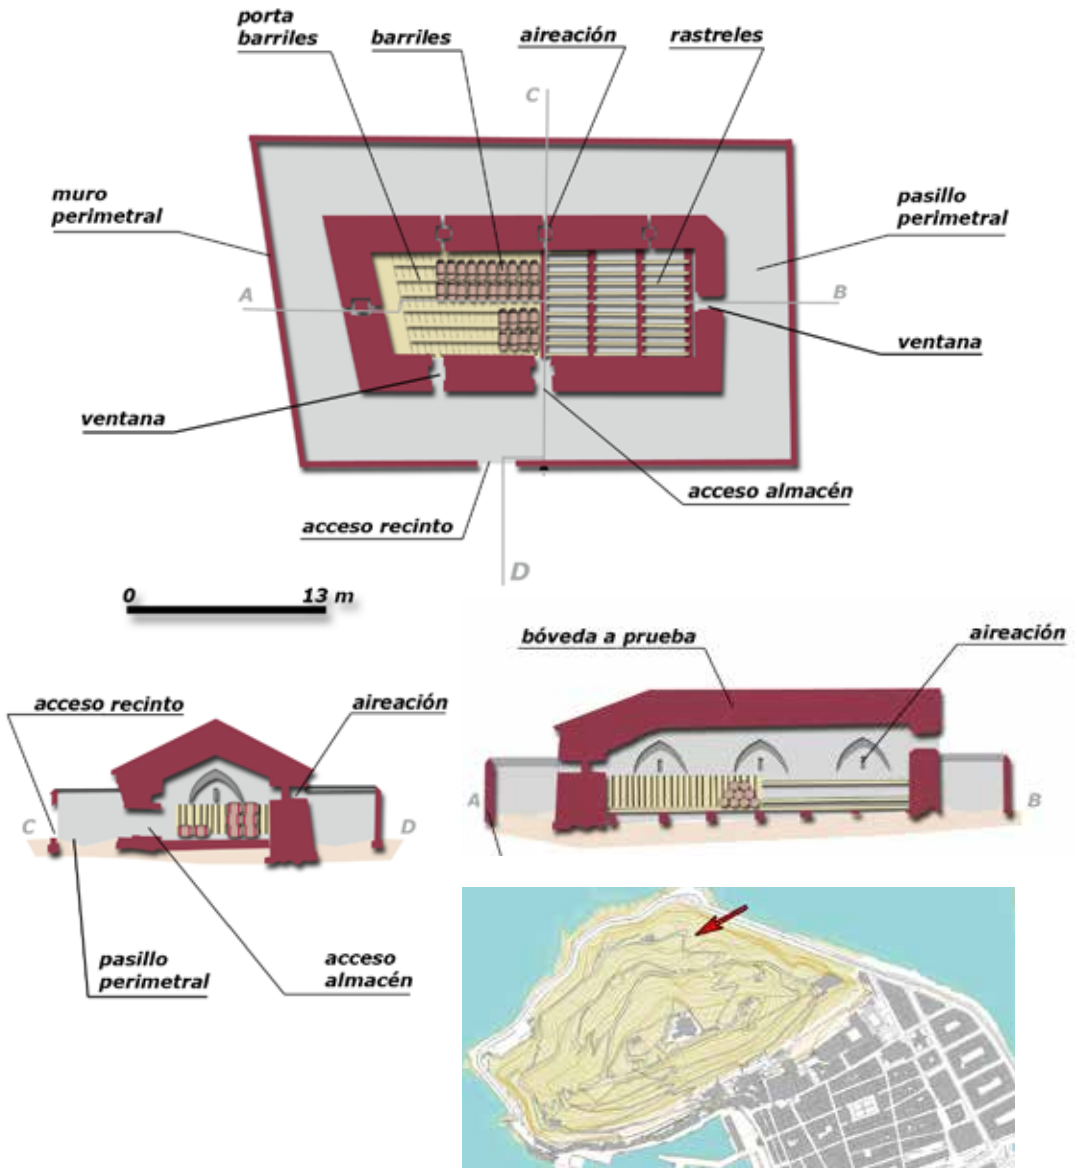 porta
barriles
barriles
aireación
rastreles
C
muro
perimetral
pasillo
perimetral
A
B
ventana
ventana
acceso almacén
acceso recinto
D
0 13 m
bóveda a prueba
aireación
acceso recinto
aireación
A
B
C
D
pasillo
perimetral
acceso
almacén